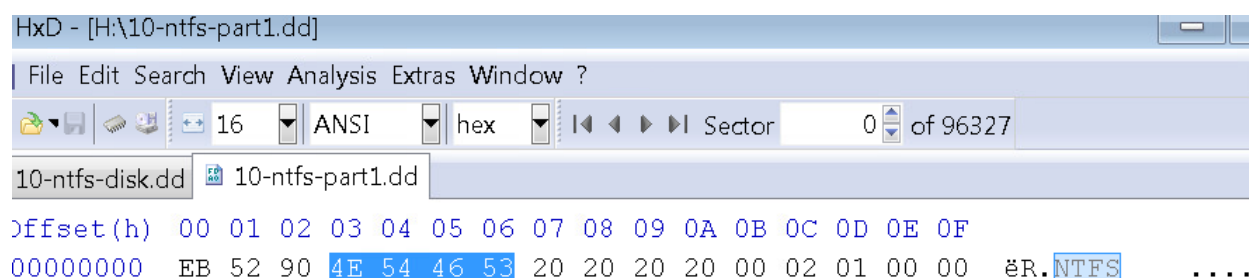 HxD - [H:\10-ntfs-part1.dd]
File Edit Search View Analysis Extras Window ?
16 ANSI hex Sector 0 of 96327
10-ntfs-disk.dd 10-ntfs-part1.dd
Offset(h) 00 01 02 03 04 05 06 07 08 09 0A 0B 0C 0D 0E 0F
00000000 EB 52 90 4E 54 46 53 20 20 20 20 00 02 01 00 00 ëR.NTFS ....